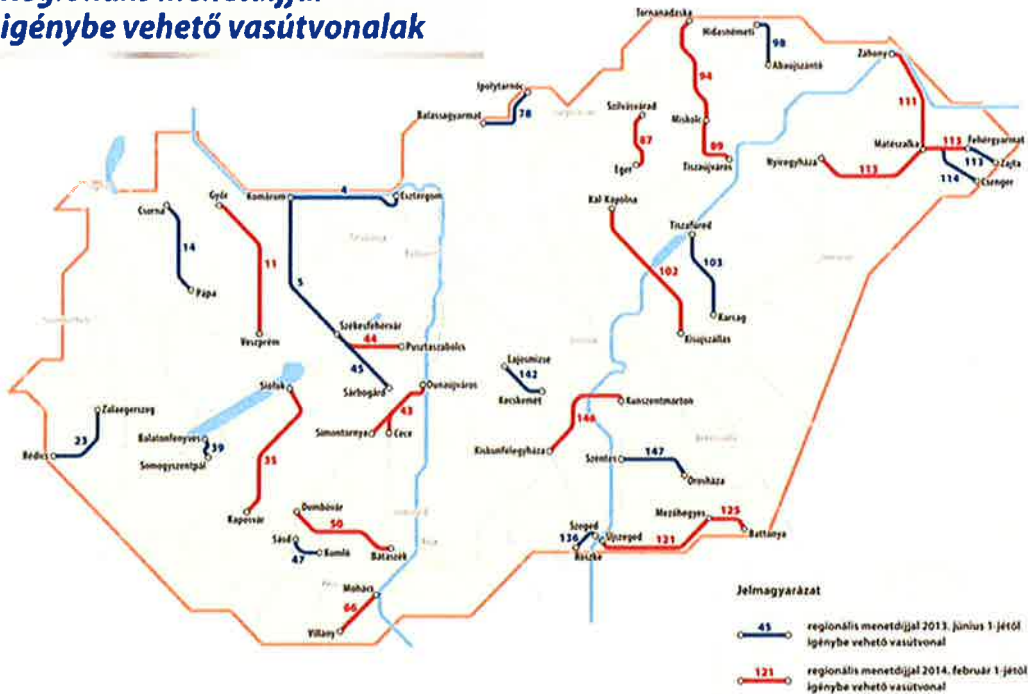 igénybe vehető vasútvonalak
Tornanádaska
Hidasnémeti
98
Abaújszántó
Záhony
94
111
Ipolytarnóc
Balassagyarmat
78
Szilvásvárad
87
Eger
Miskolc
89
Tiszaújváros
Nyíregyháza
113
Mátészalka
113
Fehérgyarmat
113
Zajta
114
Csenger
Csorna
14
Pápa
Győr
11
Veszprém
Komárom
4
Esztergom
5
Székesfehérvár
44
Pusztaszabolcs
45
Sárbogárd
Kál-Kápolna
102
Kisújszállás
Tiszafüred
103
Karcag
Siófok
35
Kaposvár
Dunaújváros
43
Simontornya
Cece
Lajosmizse
142
Kecskemét
Kunszentmárton
146
Kiskunfélegyháza
Zalaegerszeg
23
Rédics
Balatonfenyves
39
Somogyszentpál
Szentes
147
Orosháza
Dombóvár
50
Bátaszék
Sásd
47
Komló
Szeged
136
Röszke
Újszeged
121
Mezőhegyes
125
Battonya
Mohács
66
Villány
Jelmagyarázat
45
regionális menetdíjjal 2013. június 1-jétől
igénybe vehető vasútvonal
121
regionális menetdíjjal 2014. február 1-jétől
igénybe vehető vasútvonal